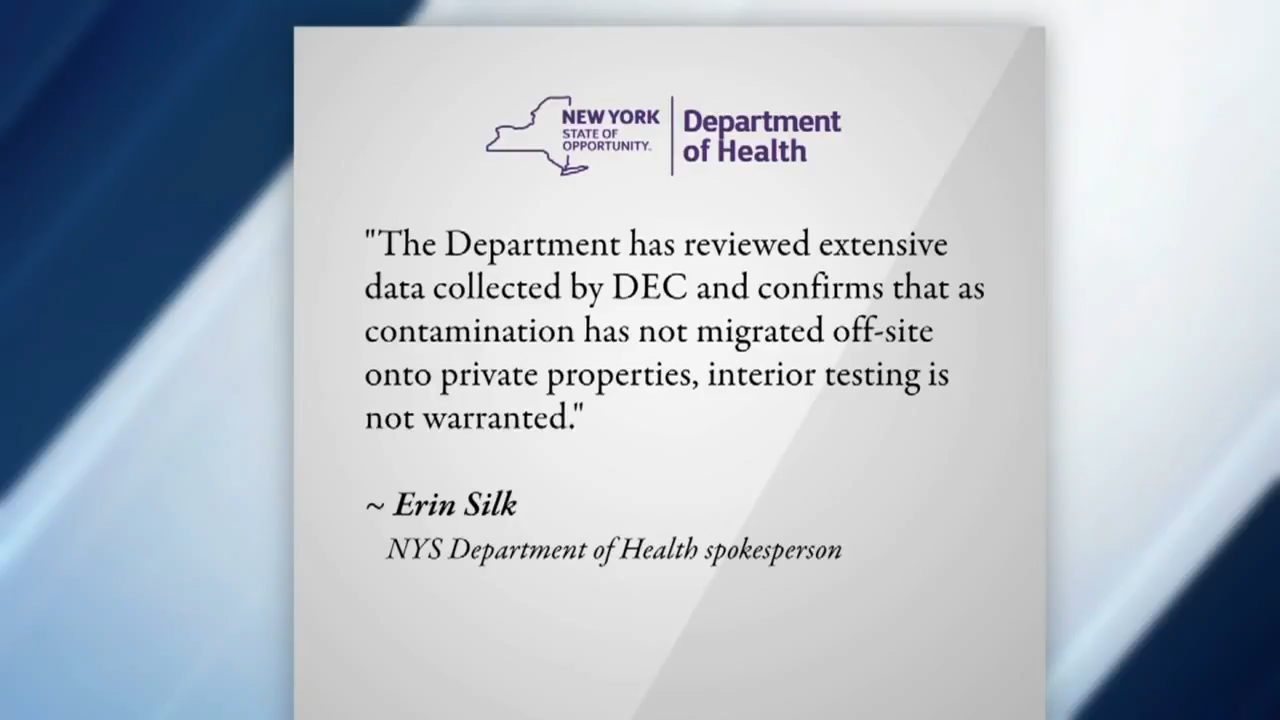 NEW YORK
STATE OF
OPPORTUNITY.
Department
of Health
"The Department has reviewed extensive
data collected by DEC and confirms that as
contamination has not migrated off-site
onto private properties, interior testing is
not warranted."
~ Erin Silk
NYS Department of Health spokesperson